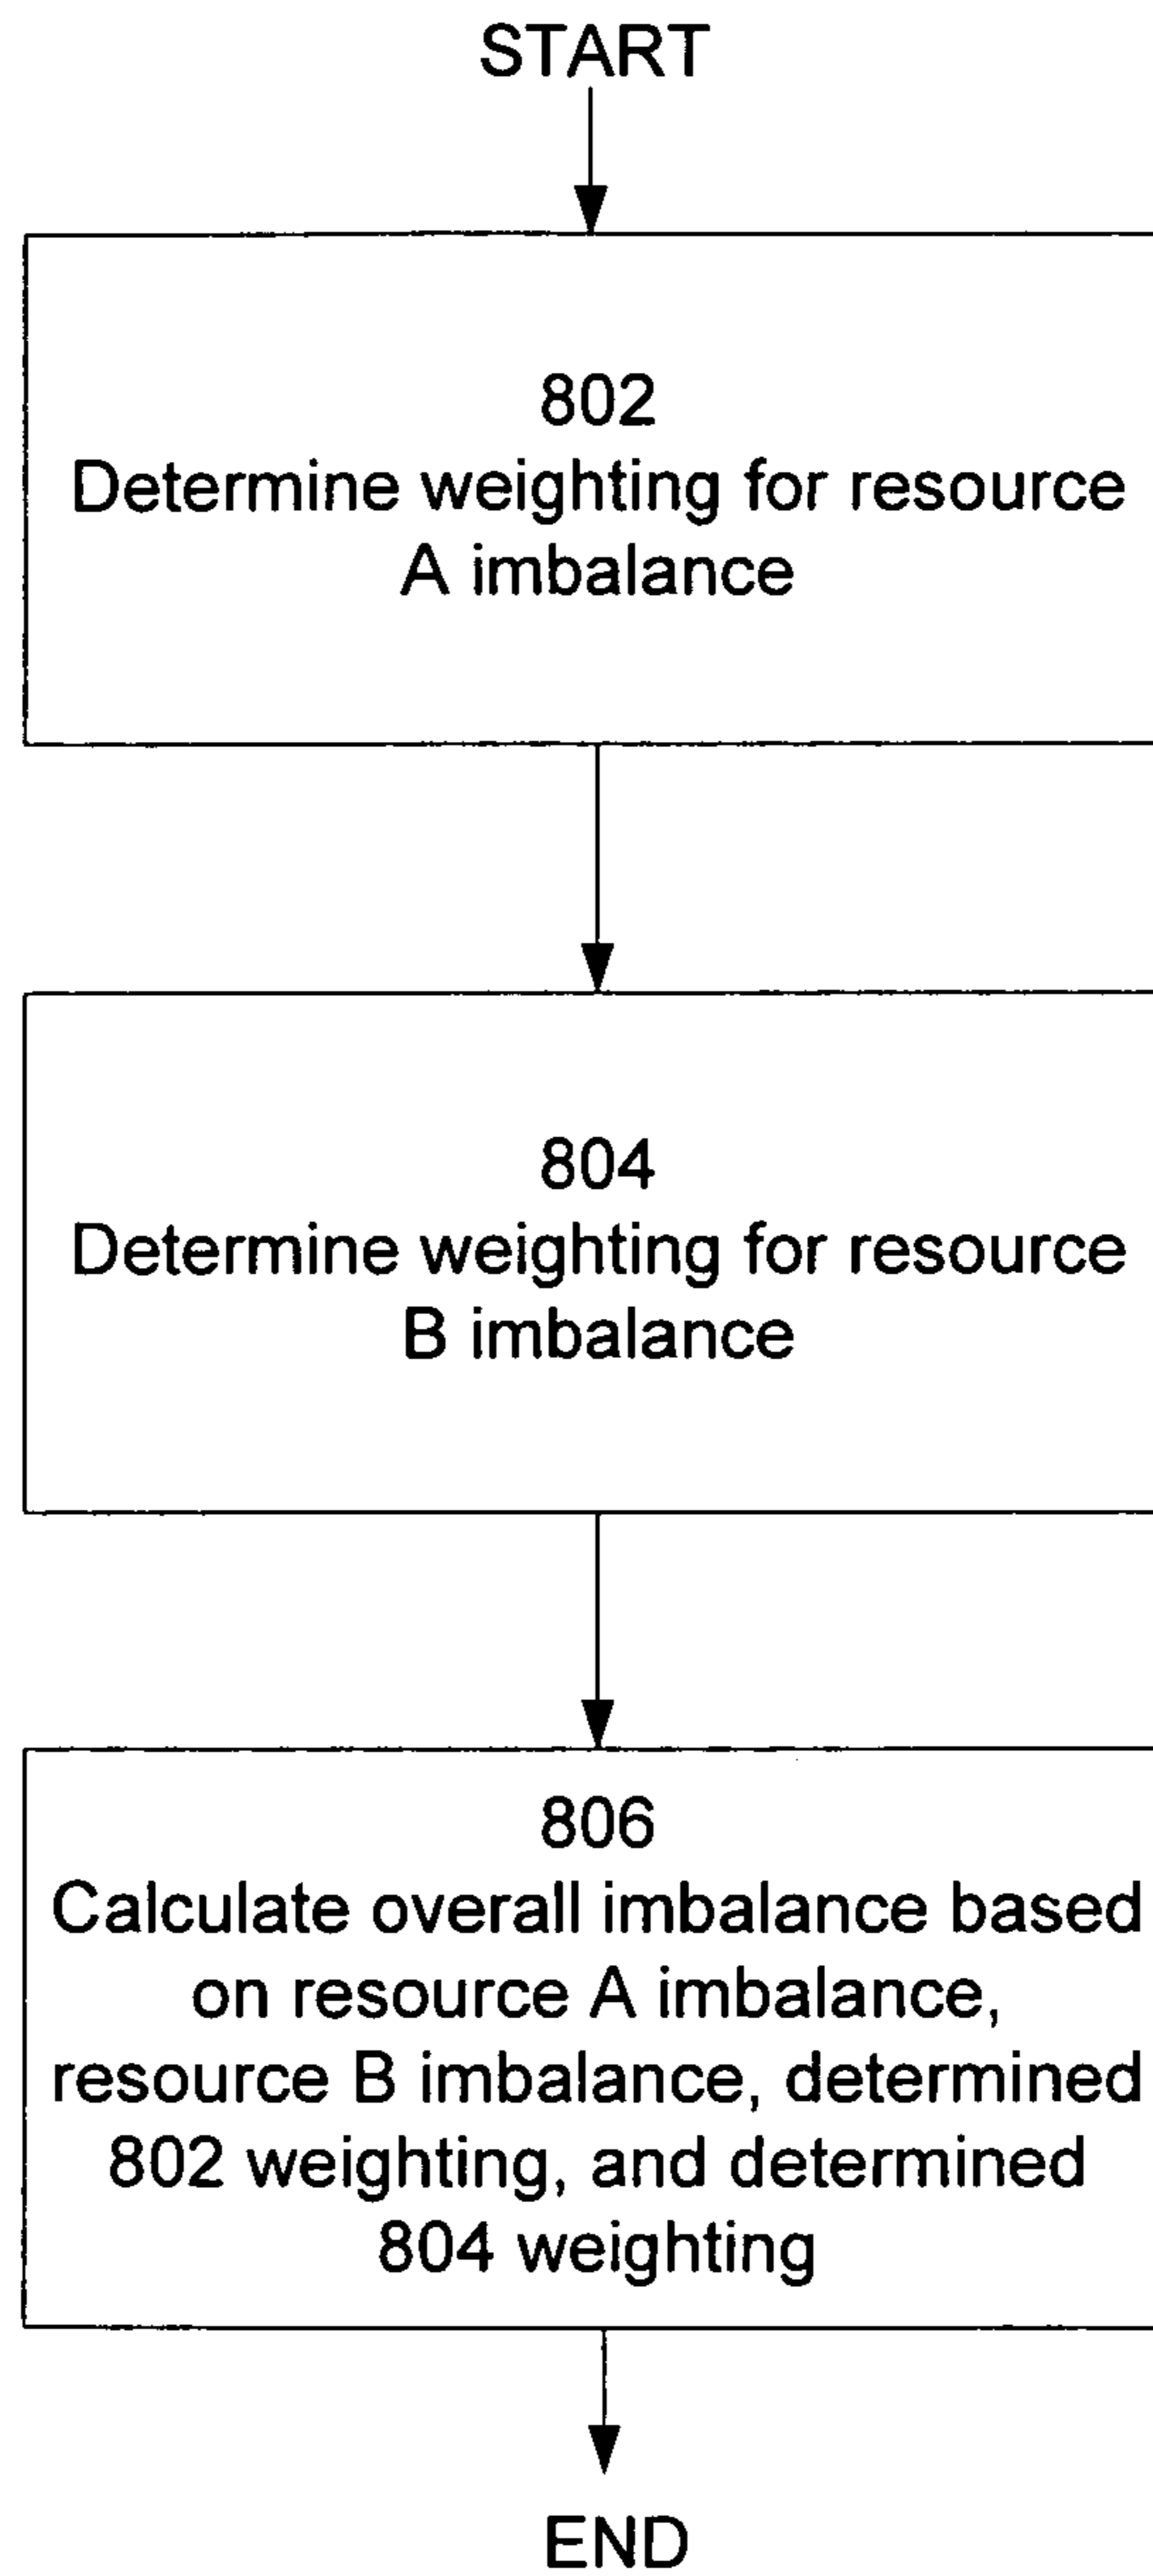 START
802
Determine weighting for resource
A imbalance
804
Determine weighting for resource
B imbalance
806
Calculate overall imbalance based
on resource A imbalance,
resource B imbalance, determined
802 weighting, and determined
804 weighting
END